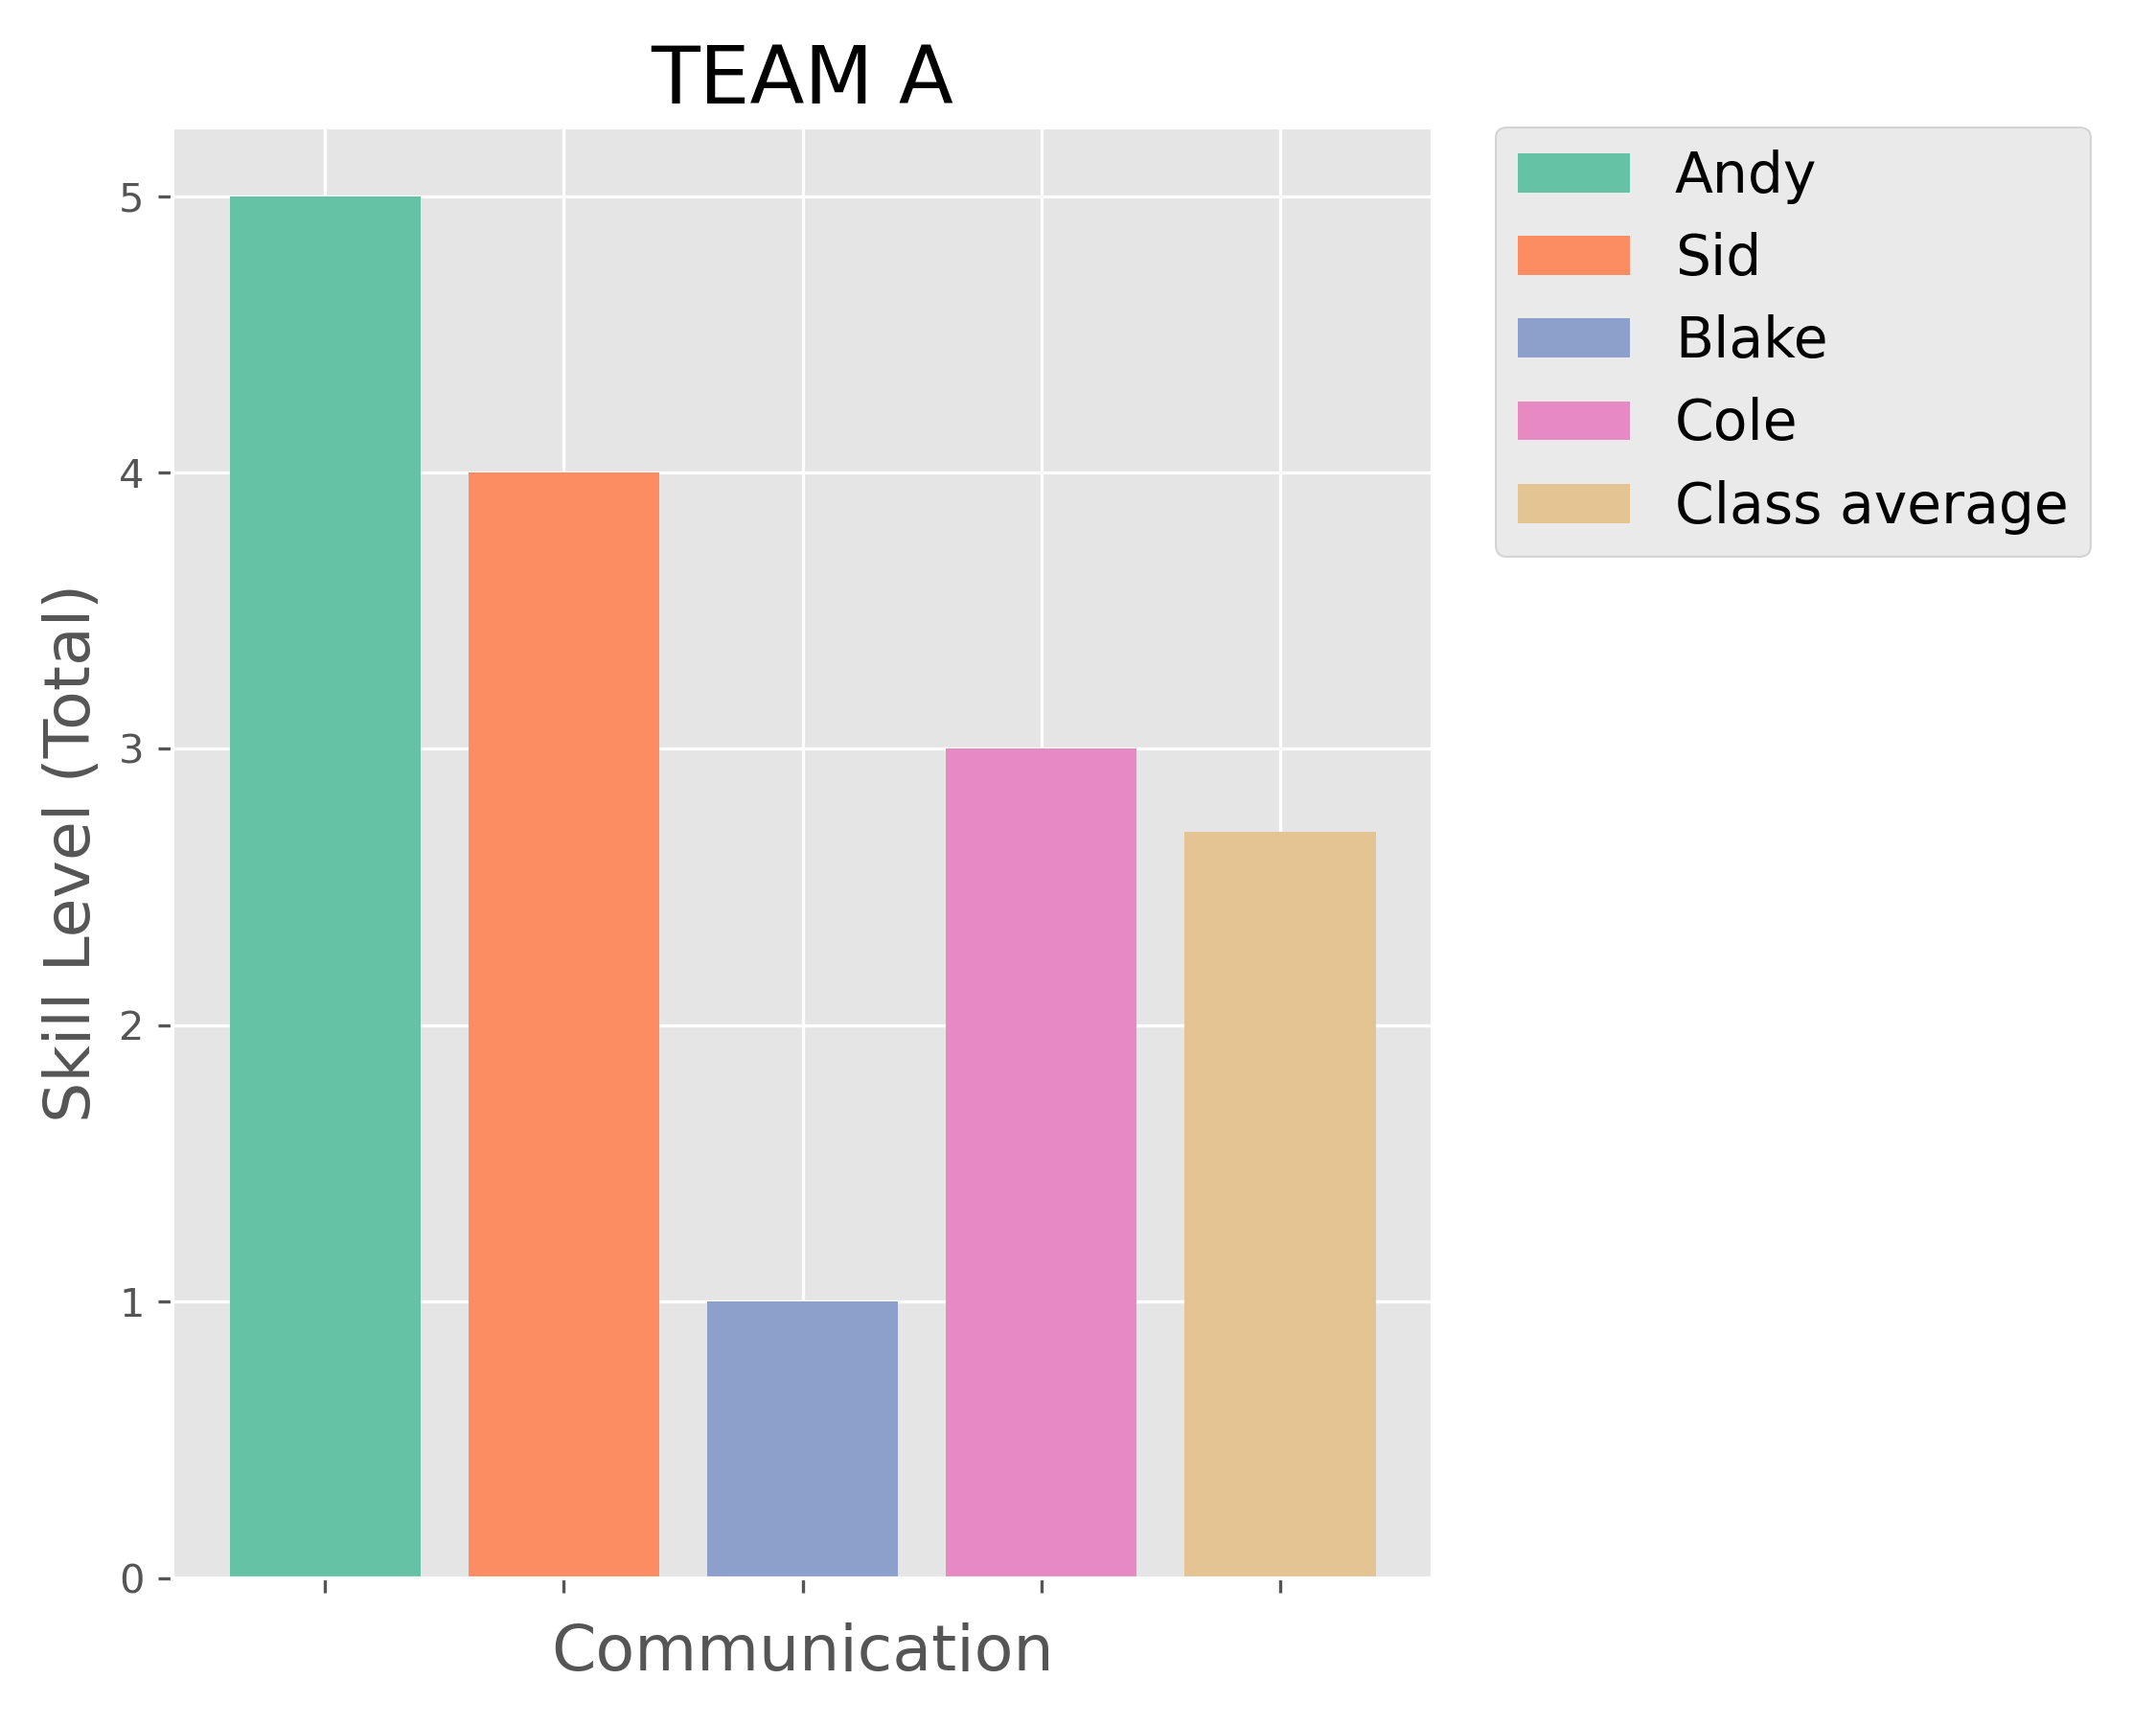 TEAM A
Andy
Sid
Blake
Cole
Class average
Skill Level (Total)
5
4
3
2
1
0
Communication